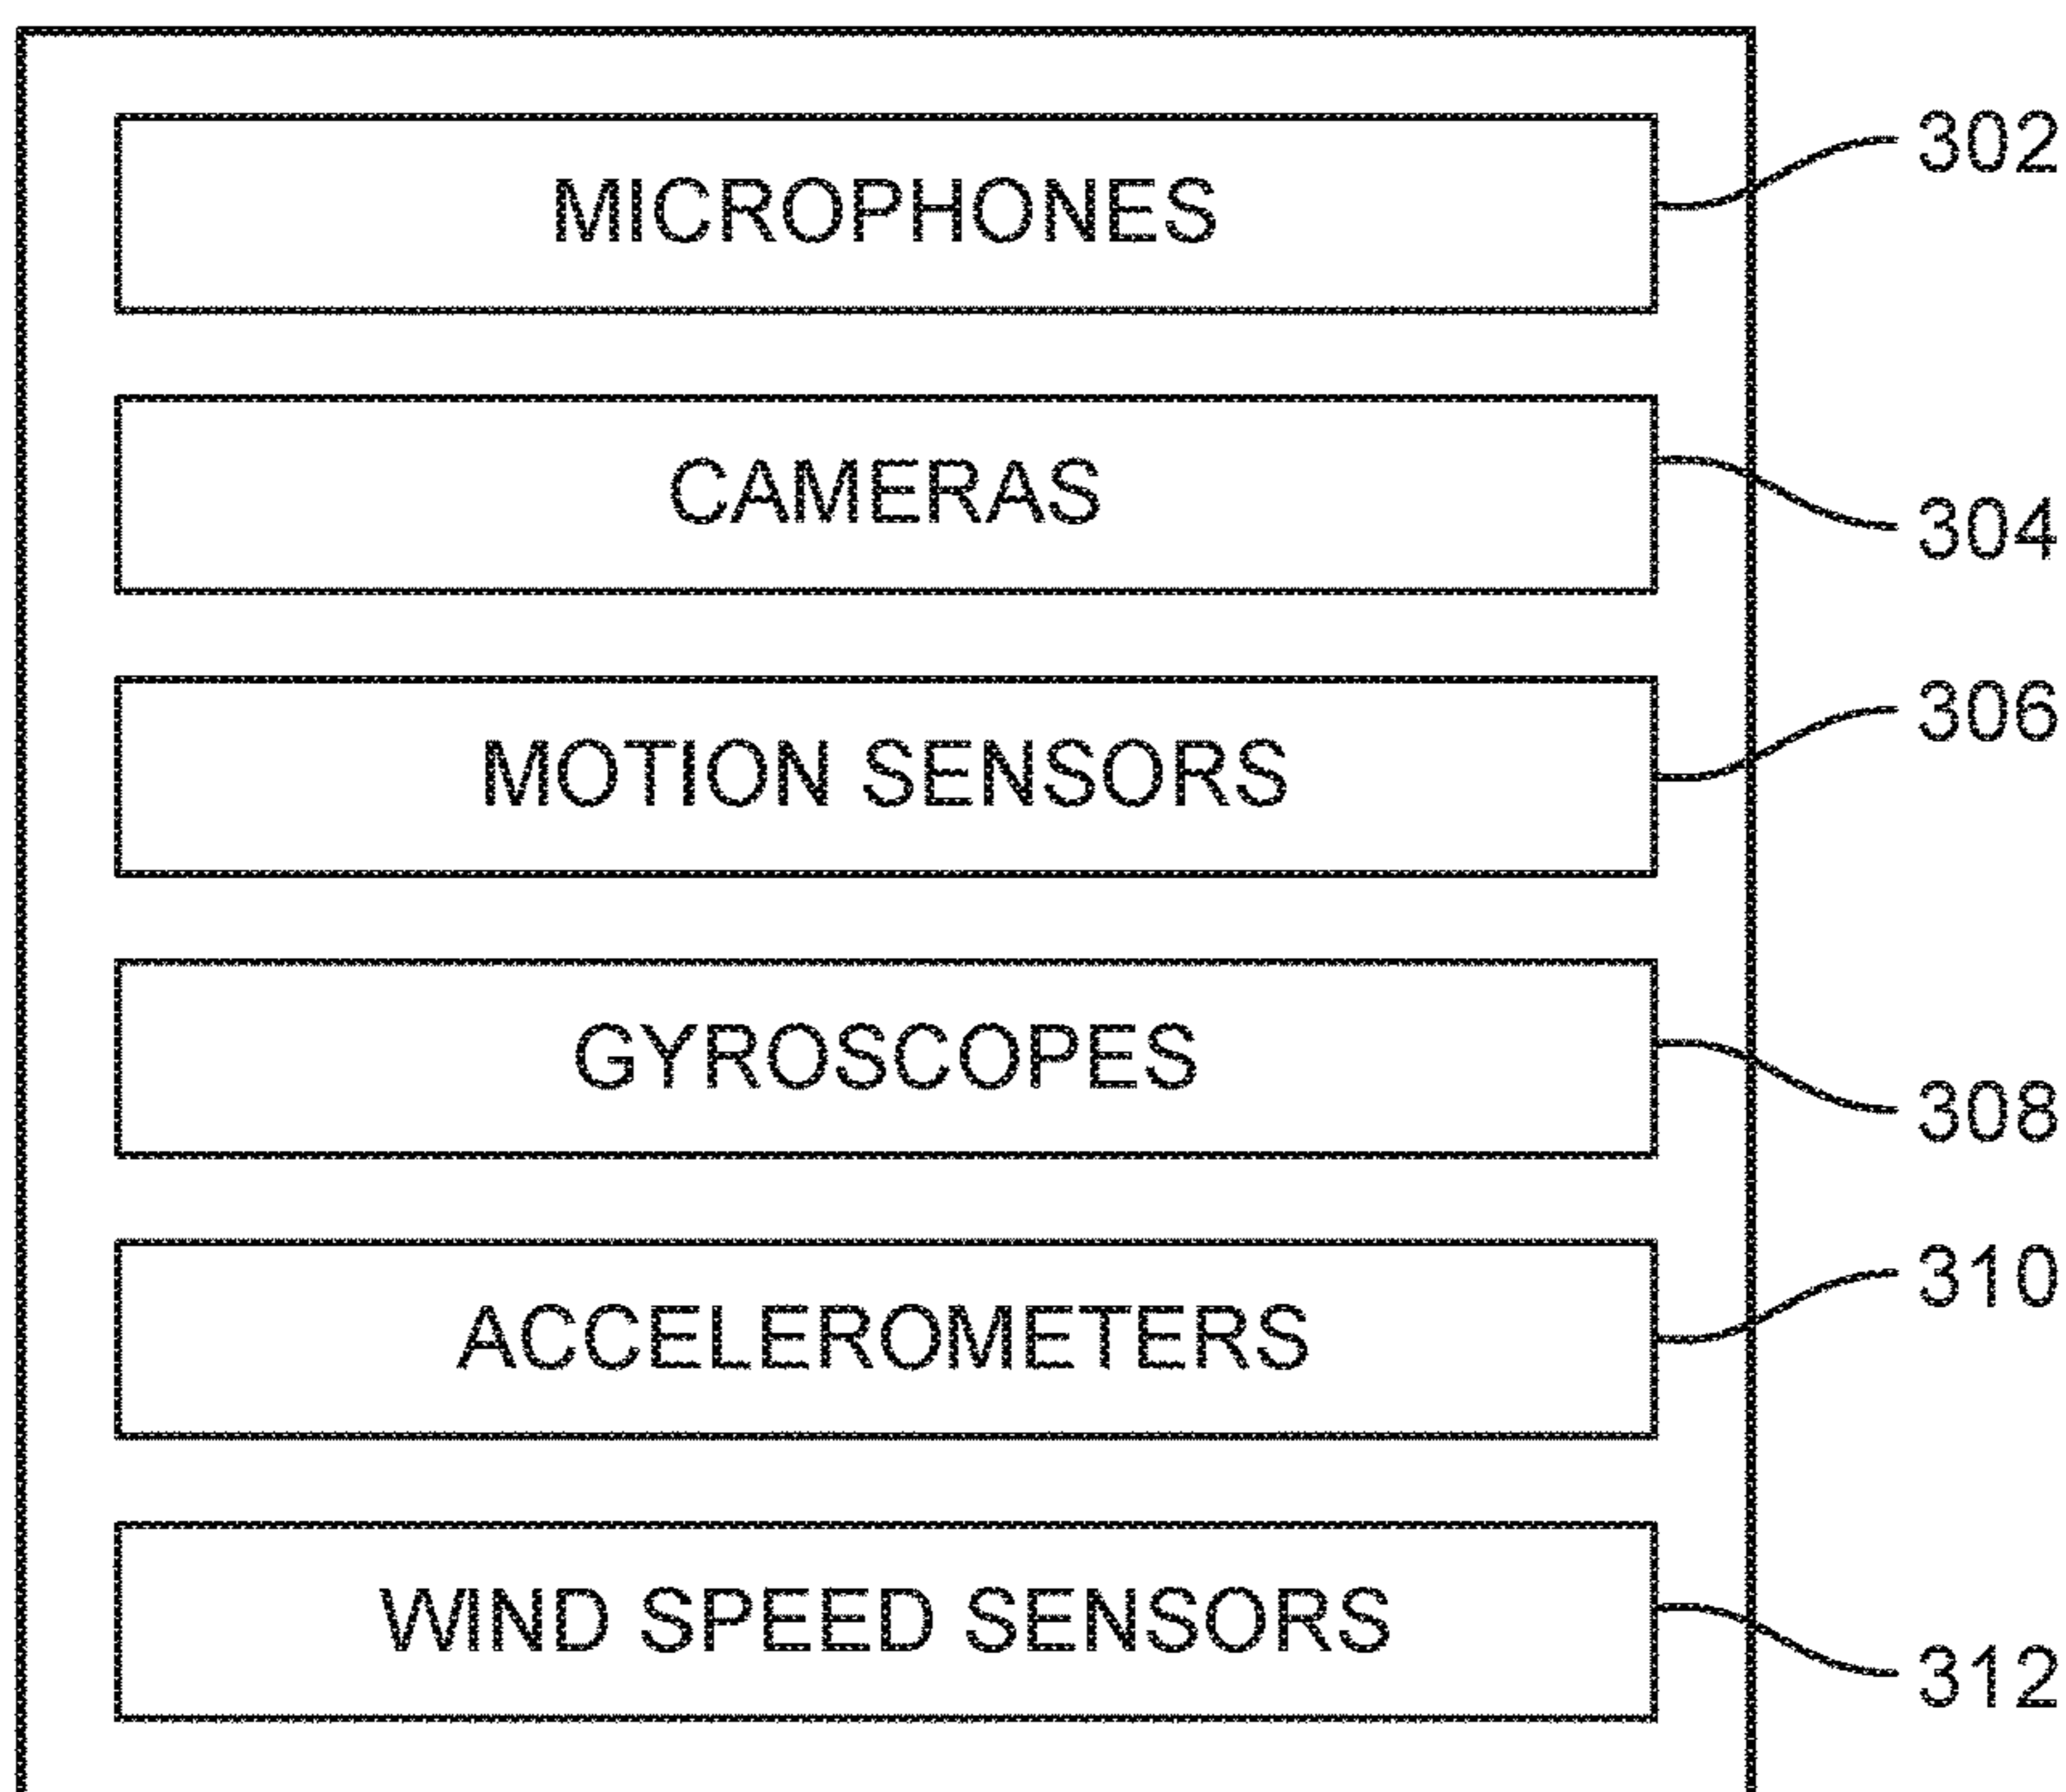 MICROPHONES 302
CAMERAS 304
MOTION SENSORS 306
GYROSCOPES 308
ACCELEROMETERS 310
WIND SPEED SENSORS 312